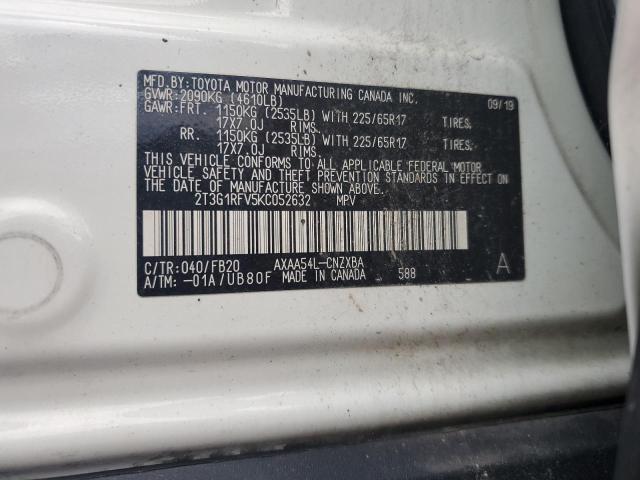 MFD.BY:TOYOTA MOTOR MANUFACTURING CANADA INC.
GVWR:2090KG (4610LB) 09/19
GAWR:FRT. 1150KG (2535LB) WITH 225/65R17 TIRES.
17X7.0J RIMS.
RR. 1150KG (2535LB) WITH 225/65R17 TIRES.
17X7.0J RIMS.
THIS VEHICLE CONFORMS TO ALL APPLICABLE FEDERAL MOTOR
VEHICLE SAFETY AND THEFT PREVENTION STANDARDS IN EFFECT ON THE
DATE OF MANUFACTURE SHOWN ABOVE.
2T3G1RFV5KC052632 MPV
C/TR:040/FB20 AXAA54L-CNZXBA A
A/TM:-01A/UB80F MADE IN CANADA 588